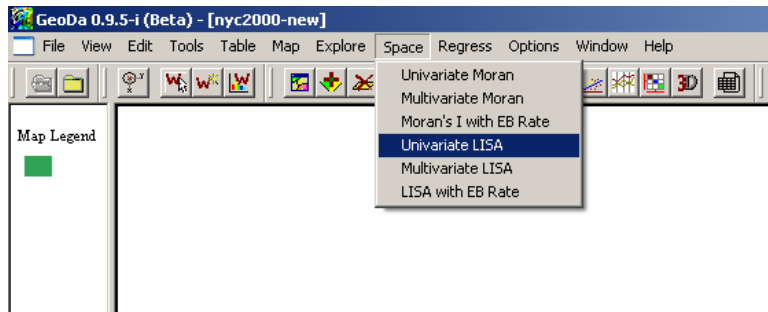 GeoDa 0.9.5-i (Beta) - [nyc2000-new]
File View Edit Tools Table Map Explore Space Regress Options Window Help
Univariate Moran
Multivariate Moran
Moran's I with EB Rate
Univariate LISA
Multivariate LISA
LISA with EB Rate
W W W 3D
Map Legend